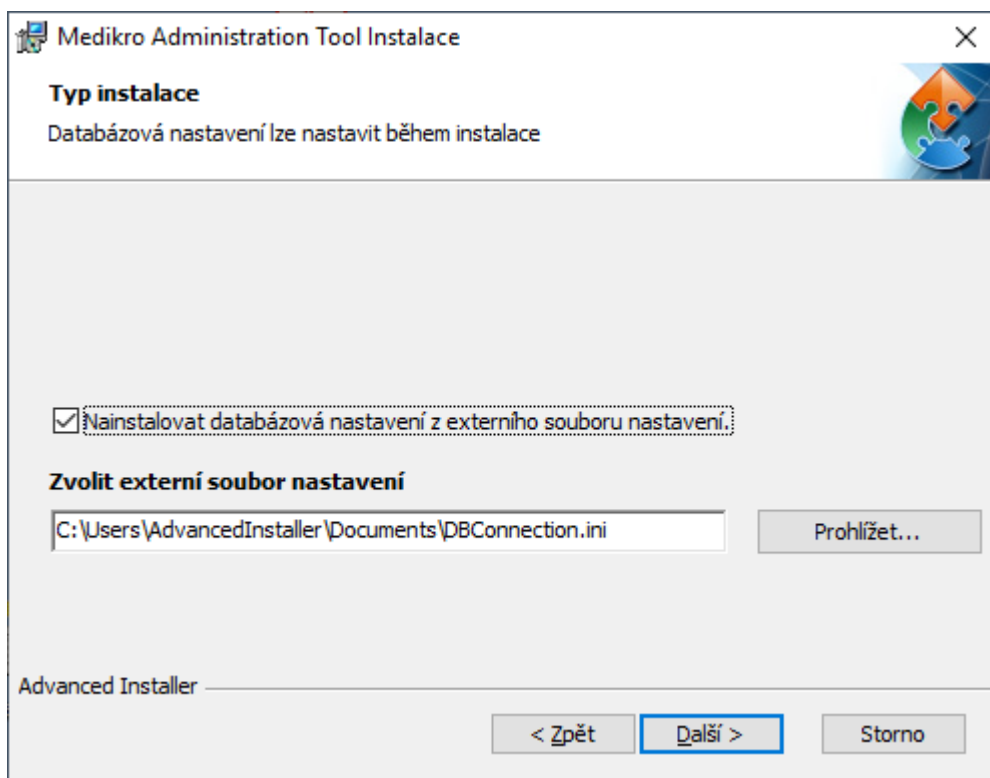 Medikro Administration Tool Instalace
Typ instalace
Databázová nastavení lze nastavit během instalace
Nainstalovat databázová nastavení z externího souboru nastavení.
Zvolit externí soubor nastavení
C:\Users\AdvancedInstaller\Documents\DBConnection.ini
Prohlížet...
Advanced Installer
< Zpět
Další >
Storno